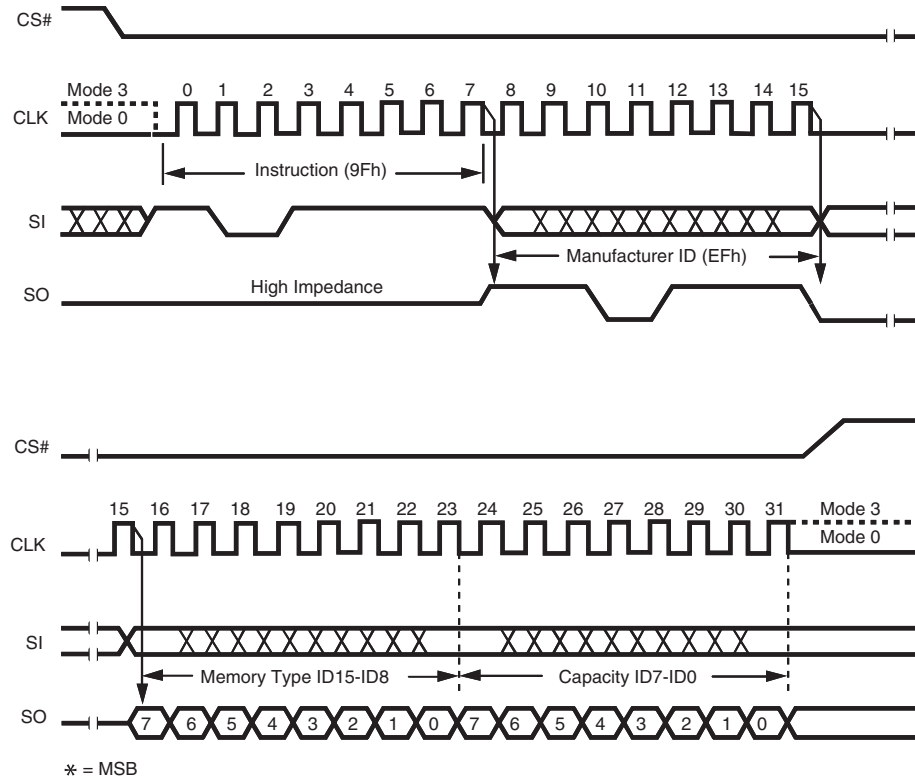 CS#
Mode 3
Mode 0
CLK
0 1 2 3 4 5 6 7 8 9 10 11 12 13 14 15
Instruction (9Fh)
SI
Manufacturer ID (EFh)
High Impedance
SO
CS#
15 16 17 18 19 20 21 22 23 24 25 26 27 28 29 30 31
Mode 3
Mode 0
CLK
SI
Memory Type ID15-ID8
Capacity ID7-ID0
SO
7 6 5 4 3 2 1 0 7 6 5 4 3 2 1 0
* = MSB